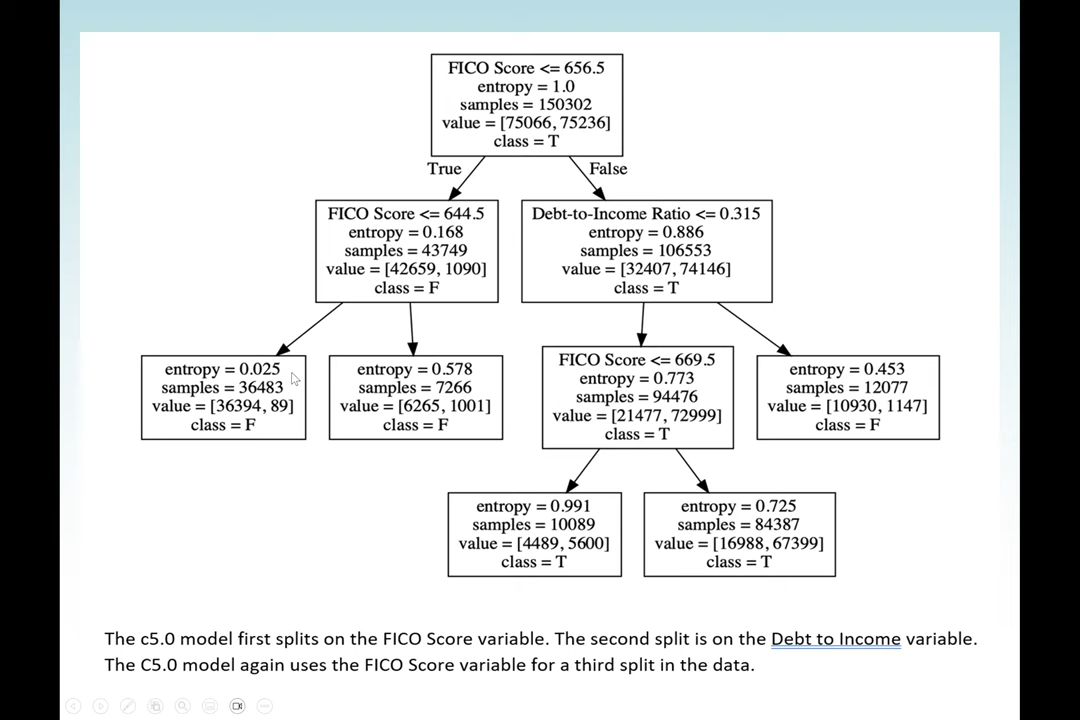 FICO Score <= 656.5
entropy = 1.0
samples = 150302
value = [75066, 75236]
class = T
True
False
FICO Score <= 644.5
entropy = 0.168
samples = 43749
value = [42659, 1090]
class = F
Debt-to-Income Ratio <= 0.315
entropy = 0.886
samples = 106553
value = [32407, 74146]
class = T
entropy = 0.025
samples = 36483
value = [36394, 89]
class = F
entropy = 0.578
samples = 7266
value = [6265, 1001]
class = F
FICO Score <= 669.5
entropy = 0.773
samples = 94476
value = [21477, 72999]
class = T
entropy = 0.453
samples = 12077
value = [10930, 1147]
class = F
entropy = 0.991
samples = 10089
value = [4489, 5600]
class = T
entropy = 0.725
samples = 84387
value = [16988, 67399]
class = T
The c5.0 model first splits on the FICO Score variable. The second split is on the Debt to Income variable.
The C5.0 model again uses the FICO Score variable for a third split in the data.